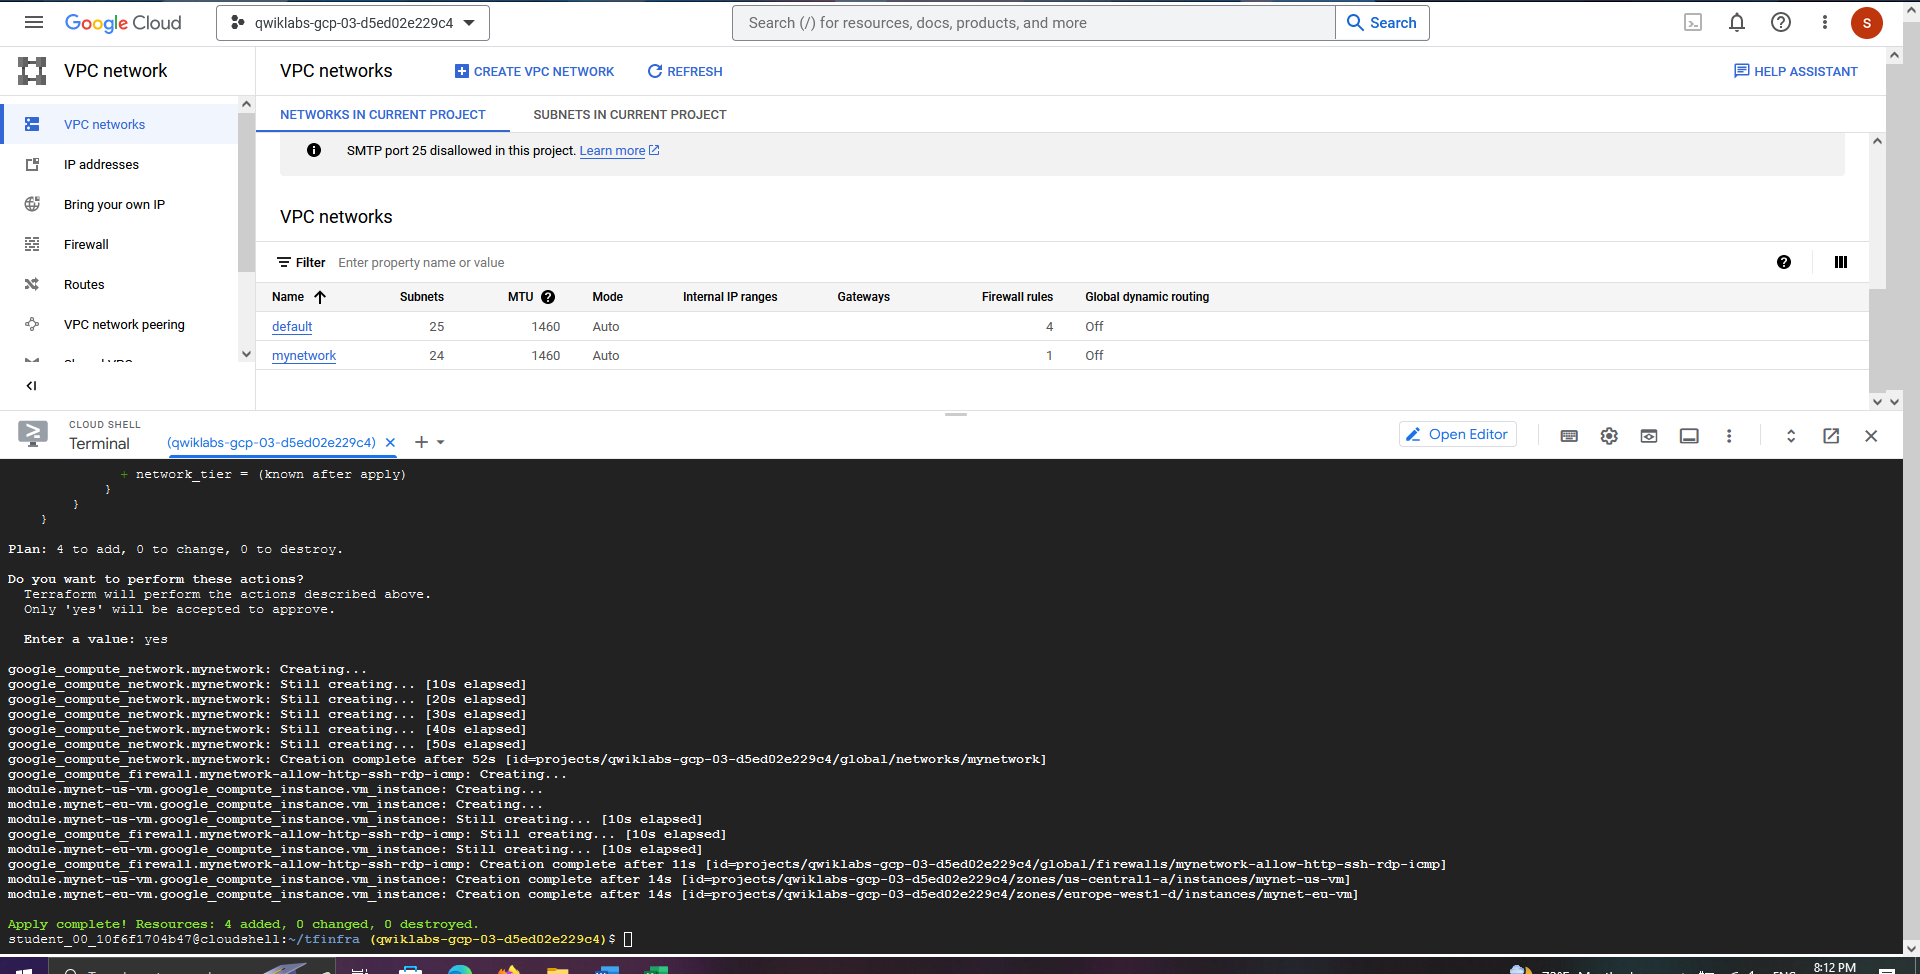 Google Cloud
qwiklabs-gcp-03-d5ed02e229c4
Search (/) for resources, docs, products, and more
Search
S
VPC network
VPC networks
CREATE VPC NETWORK
REFRESH
HELP ASSISTANT
VPC networks
IP addresses
Bring your own IP
Firewall
Routes
VPC network peering
NETWORKS IN CURRENT PROJECT
SUBNETS IN CURRENT PROJECT
SMTP port 25 disallowed in this project. Learn more
VPC networks
Filter Enter property name or value
Name Subnets MTU Mode Internal IP ranges Gateways Firewall rules Global dynamic routing
default 25 1460 Auto 4 Off
mynetwork 24 1460 Auto 1 Off
CLOUD SHELL
Terminal
(qwiklabs-gcp-03-d5ed02e229c4)
Open Editor
+ network_tier = (known after apply)
}
}
}
Plan: 4 to add, 0 to change, 0 to destroy.
Do you want to perform these actions?
Terraform will perform the actions described above.
Only 'yes' will be accepted to approve.
Enter a value: yes
google_compute_network.mynetwork: Creating...
google_compute_network.mynetwork: Still creating... [10s elapsed]
google_compute_network.mynetwork: Still creating... [20s elapsed]
google_compute_network.mynetwork: Still creating... [30s elapsed]
google_compute_network.mynetwork: Still creating... [40s elapsed]
google_compute_network.mynetwork: Still creating... [50s elapsed]
google_compute_network.mynetwork: Creation complete after 52s [id=projects/qwiklabs-gcp-03-d5ed02e229c4/global/networks/mynetwork]
google_compute_firewall.mynetwork-allow-http-ssh-rdp-icmp: Creating...
module.mynet-us-vm.google_compute_instance.vm_instance: Creating...
module.mynet-eu-vm.google_compute_instance.vm_instance: Creating...
module.mynet-us-vm.google_compute_instance.vm_instance: Still creating... [10s elapsed]
google_compute_firewall.mynetwork-allow-http-ssh-rdp-icmp: Still creating... [10s elapsed]
module.mynet-eu-vm.google_compute_instance.vm_instance: Still creating... [10s elapsed]
google_compute_firewall.mynetwork-allow-http-ssh-rdp-icmp: Creation complete after 11s [id=projects/qwiklabs-gcp-03-d5ed02e229c4/global/firewalls/mynetwork-allow-http-ssh-rdp-icmp]
module.mynet-us-vm.google_compute_instance.vm_instance: Creation complete after 14s [id=projects/qwiklabs-gcp-03-d5ed02e229c4/zones/us-central1-a/instances/mynet-us-vm]
module.mynet-eu-vm.google_compute_instance.vm_instance: Creation complete after 14s [id=projects/qwiklabs-gcp-03-d5ed02e229c4/zones/europe-west1-d/instances/mynet-eu-vm]
Apply complete! Resources: 4 added, 0 changed, 0 destroyed.
student_00_10f6f1704b47@cloudshell:~/tfinfra (qwiklabs-gcp-03-d5ed02e229c4)$
8:12 PM